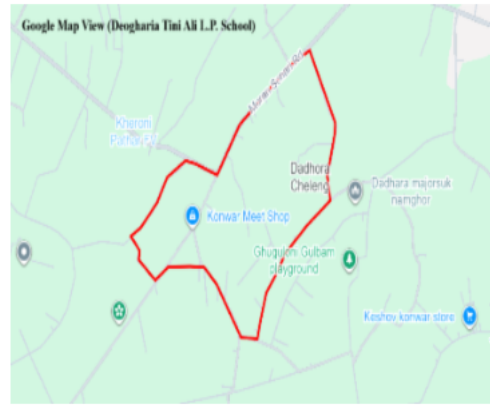 Google Map View (Deogharia Tini Ali L.P. School)
Kheroni
Pathar
Dadhora
Cheleng
Dadhara majorsuk
namghor
Konwar Meet Shop
Ghuguloni Gulbam
playground
Keshov konwar store